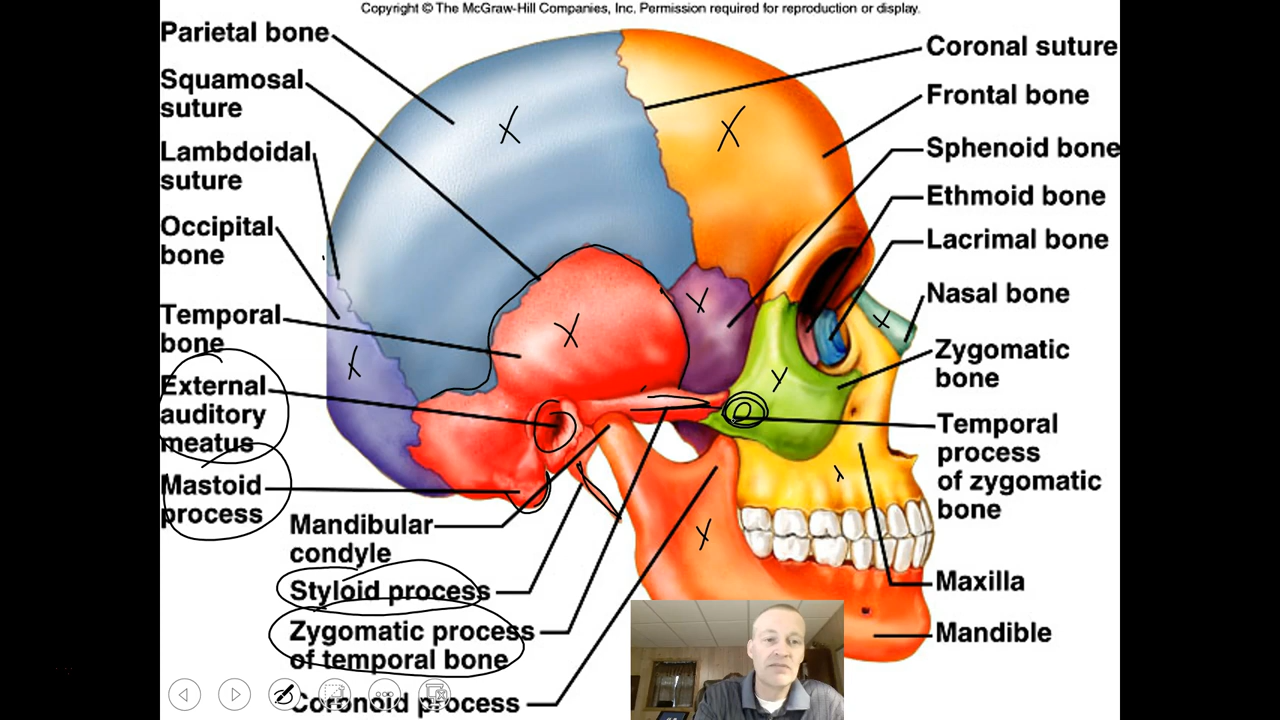 Copyright © The McGraw-Hill Companies, Inc. Permission required for reproduction or display.
Parietal bone
Squamosal
suture
Lambdoidal
suture
Occipital
bone
Temporal
bone
External
auditory
meatus
Mastoid
process
Mandibular
condyle
Styloid process
Zygomatic process
of temporal bone
Coronoid process
Coronal suture
Frontal bone
Sphenoid bone
Ethmoid bone
Lacrimal bone
Nasal bone
Zygomatic
bone
Temporal
process
of zygomatic
bone
Maxilla
Mandible